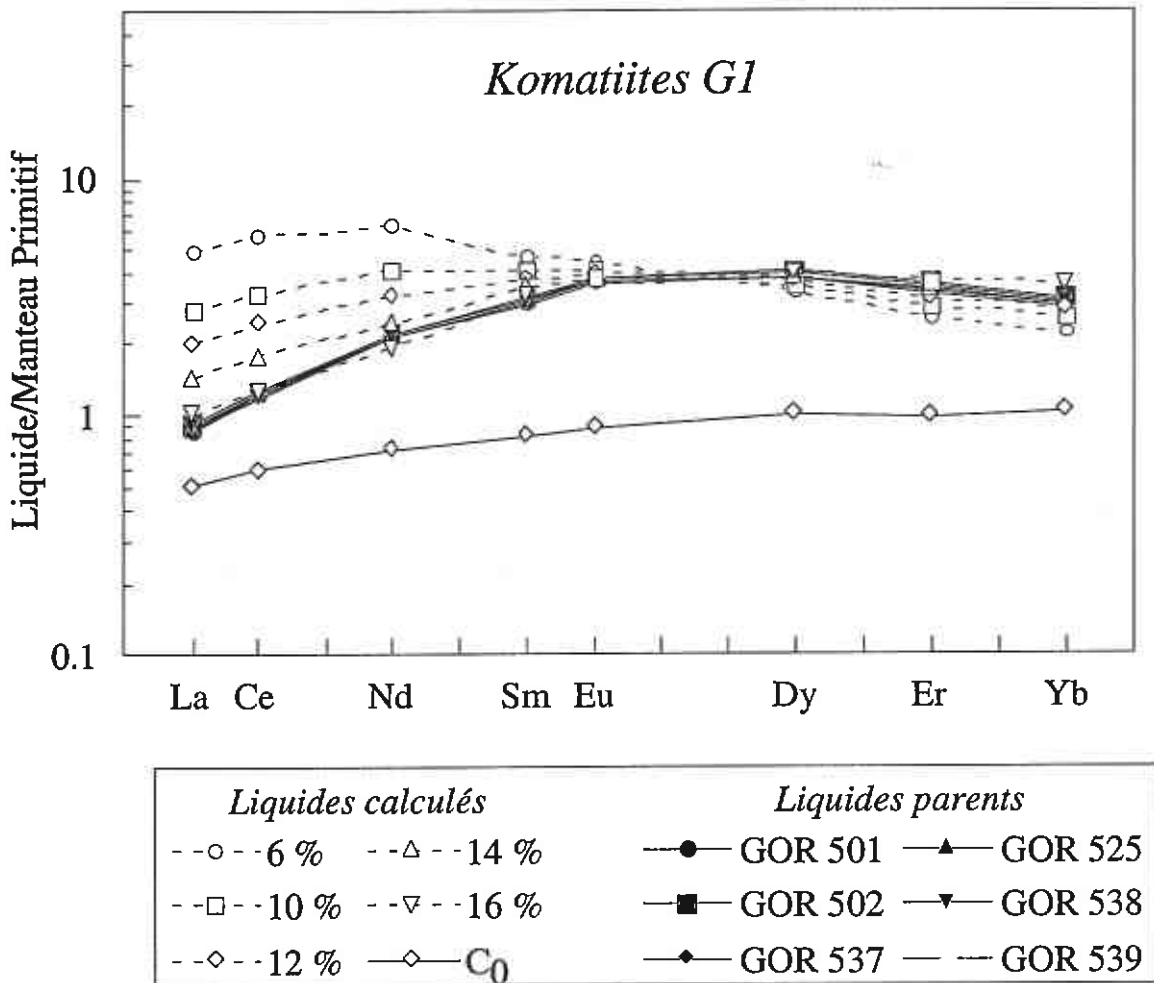 Komatiites G1
Liquide/Manteau Primitif
10
1
0.1
La Ce Nd Sm Eu Dy Er Yb
Liquides calculés Liquides parents
6 % 14 % GOR 501 GOR 525
10 % 16 % GOR 502 GOR 538
12 % C0 GOR 537 GOR 539